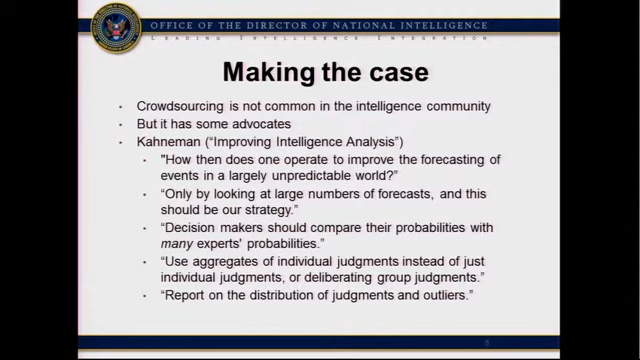 OFFICE OF THE DIRECTOR OF NATIONAL INTELLIGENCE
LEADING INTELLIGENCE INTEGRATION
Making the case
• Crowdsourcing is not common in the intelligence community
• But it has some advocates
• Kahneman (“Improving Intelligence Analysis”)
• "How then does one operate to improve the forecasting of
events in a largely unpredictable world?”
• “Only by looking at large numbers of forecasts, and this
should be our strategy.”
• “Decision makers should compare their probabilities with
many experts' probabilities.”
• “Use aggregates of individual judgments instead of just
individual judgments, or deliberating group judgments.”
• “Report on the distribution of judgments and outliers.”